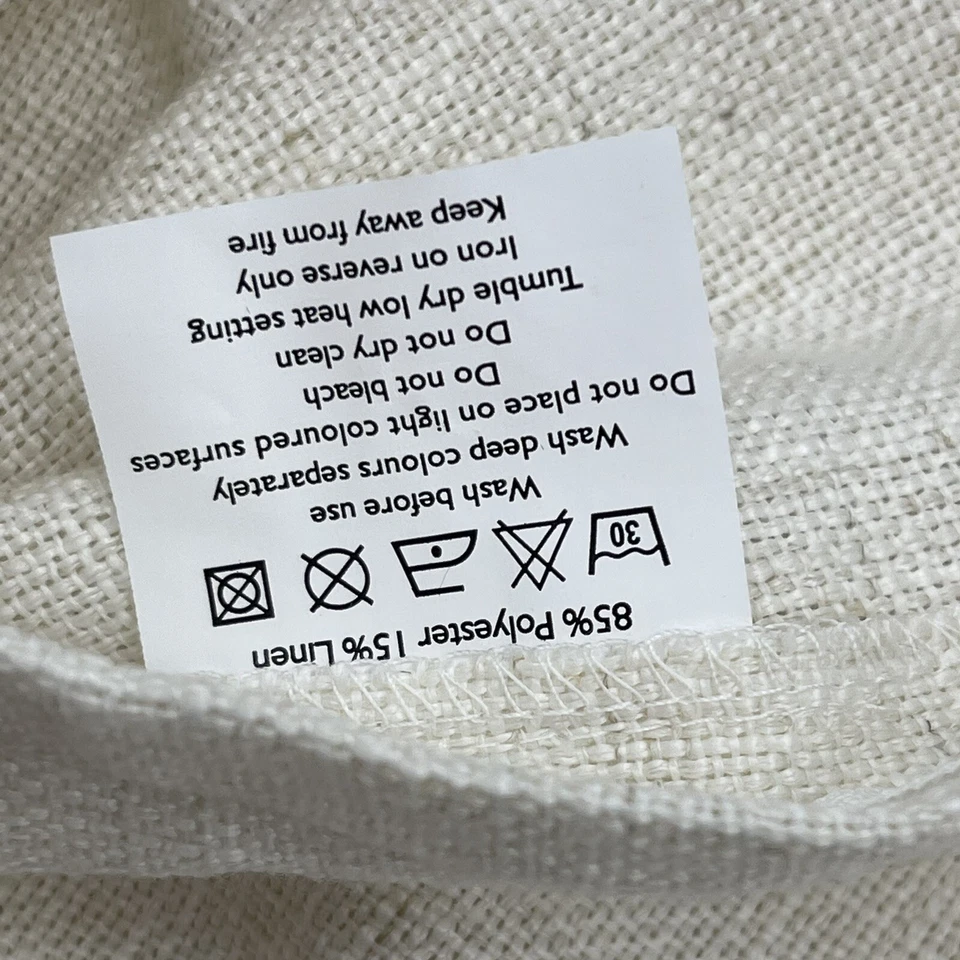 85% Polyester 15% Linen
30
Wash before use
Wash deep colours separately
Do not place on light coloured surfaces
Do not bleach
Do not dry clean
Tumble dry low heat setting
Iron on reverse only
Keep away from fire